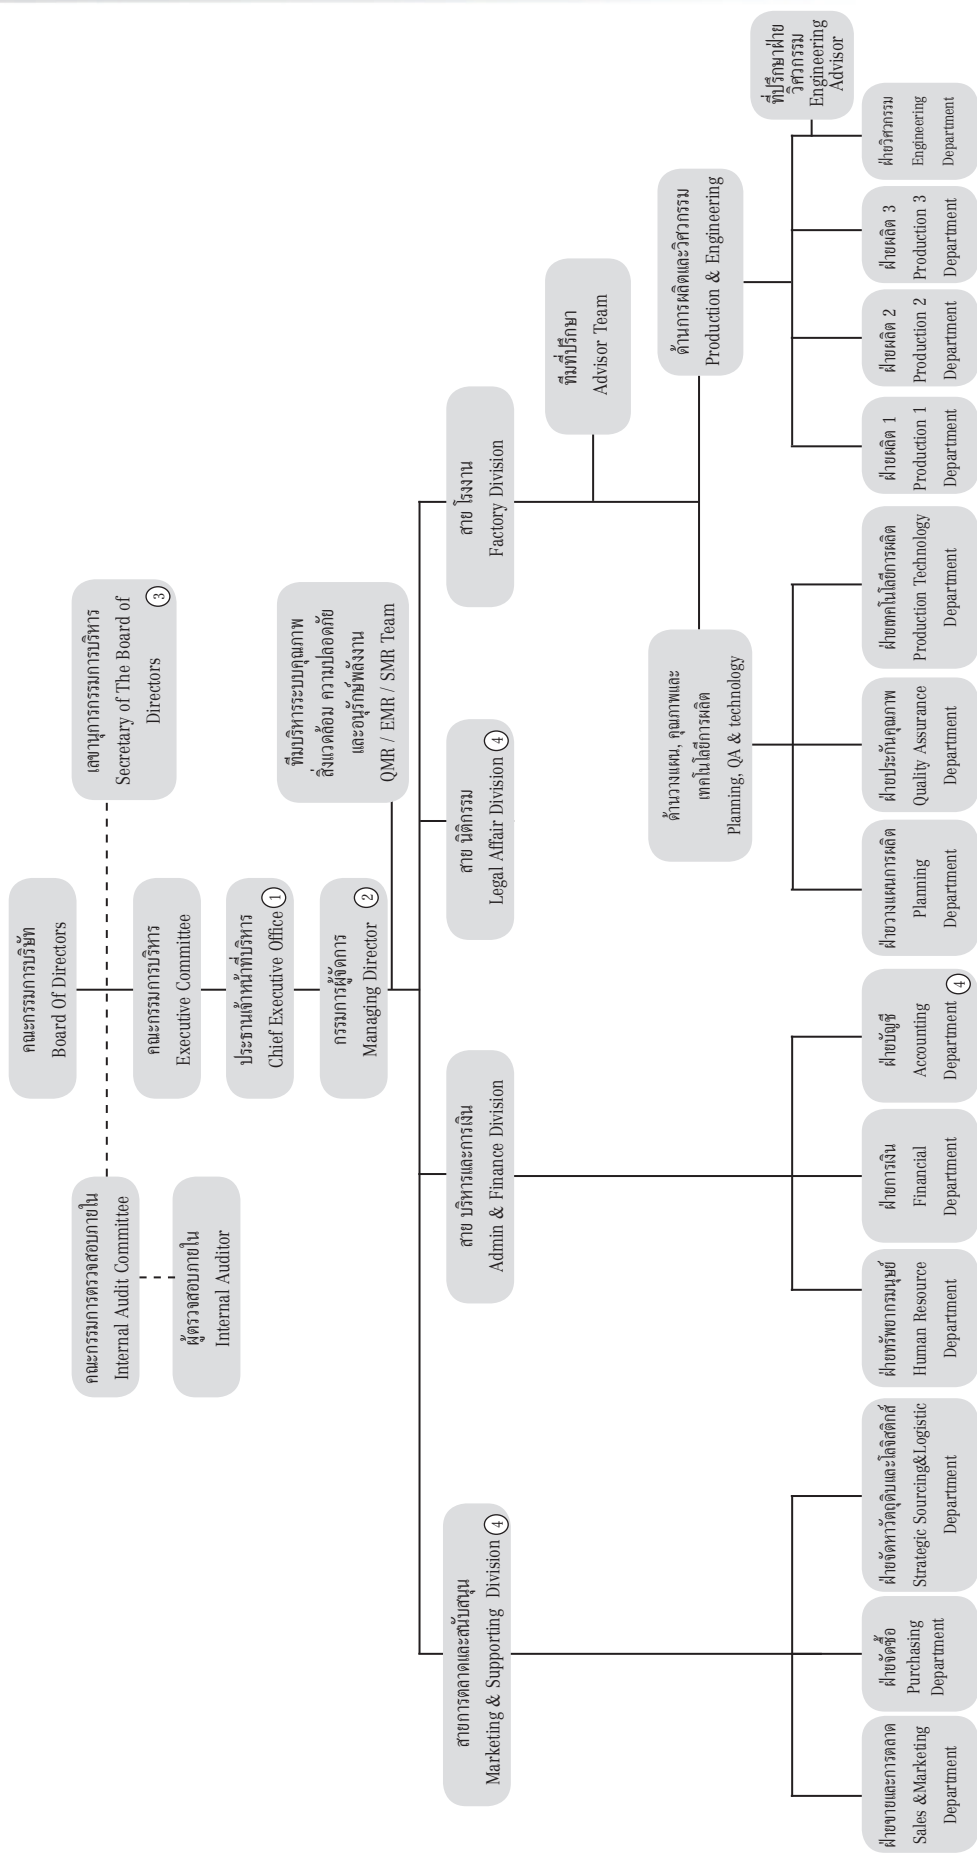 คณะกรรมการบริษัท
Board Of Directors
คณะกรรมการตรวจสอบภายใน
Internal Audit Committee
เลขานุการกรรมการบริหาร
Secretary of The Board of
Directors
3
ผู้ตรวจสอบภายใน
Internal Auditor
คณะกรรมการบริหาร
Executive Committee
ประธานเจ้าหน้าที่บริหาร
Chief Executive Office 1
กรรมการผู้จัดการ
Managing Director 2
ทีมบริหารระบบคุณภาพ
สิ่งแวดล้อม ความปลอดภัย
และอนุรักษ์พลังงาน
QMR / EMR / SMR Team
สายการตลาดและสนับสนุน
Marketing & Supporting Division 4
สาย บริหารและการเงิน
Admin & Finance Division
สาย นิติกรรม
Legal Affair Division 4
สาย โรงงาน
Factory Division
ทีมที่ปรึกษา
Advisor Team
ด้านวางแผน, คุณภาพและ
เทคโนโลยีการผลิต
Planning, QA & technology
ด้านการผลิตและวิศวกรรม
Production & Engineering
ที่ปรึกษาฝ่าย
วิศวกรรม
Engineering
Advisor
ฝ่ายขายและการตลาด
Sales &Marketing
Department
ฝ่ายจัดซื้อ
Purchasing
Department
ฝ่ายจัดหาวัตถุดิบและโลจิสติกส์
Strategic Sourcing&Logistic
Department
ฝ่ายทรัพยากรมนุษย์
Human Resource
Department
ฝ่ายการเงิน
Financial
Department
ฝ่ายบัญชี
Accounting
Department 4
ฝ่ายวางแผนการผลิต
Planning
Department
ฝ่ายประกันคุณภาพ
Quality Assurance
Department
ฝ่ายเทคโนโลยีการผลิต
Production Technology
Department
ฝ่ายผลิต 1
Production 1
Department
ฝ่ายผลิต 2
Production 2
Department
ฝ่ายผลิต 3
Production 3
Department
ฝ่ายวิศวกรรม
Engineering
Department